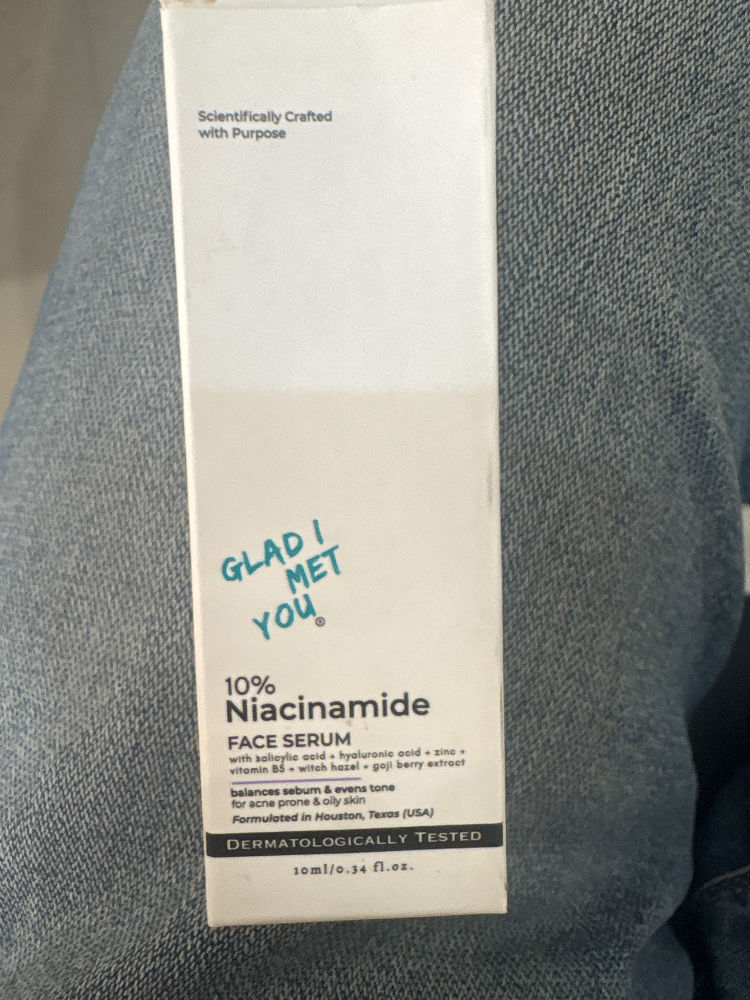 Scientifically Crafted
with Purpose
GLAD I
MET
YOU®
10%
Niacinamide
FACE SERUM
with salicylic acid + hyaluronic acid + zinc +
vitamin B5 + witch hazel + goji berry extract
balances sebum & evens tone
for acne prone & oily skin
Formulated in Houston, Texas (USA)
DERMATOLOGICALLY TESTED
10ml/0.34 fl.oz.